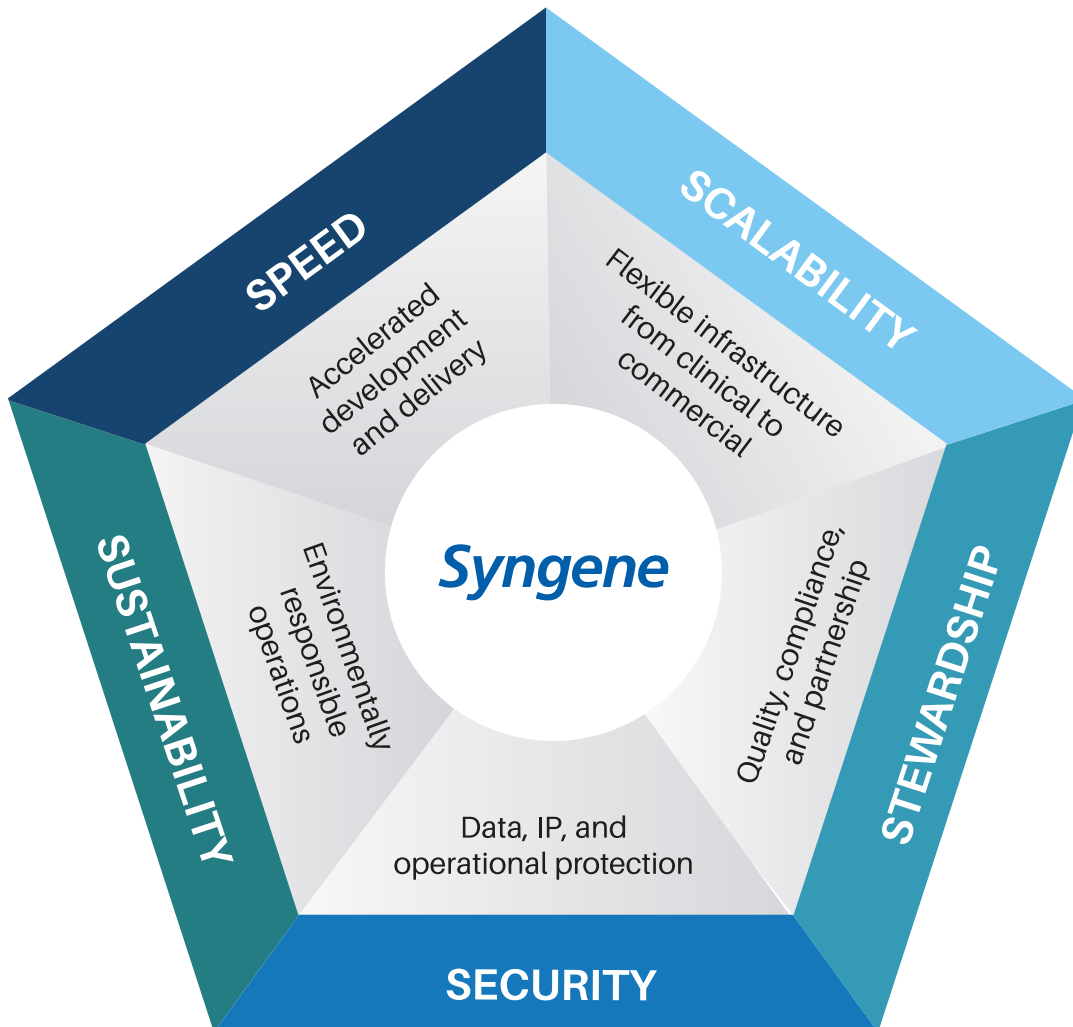 SPEED
Accelerated
development
and delivery
SCALABILITY
Flexible infrastructure
from clinical to
commercial
STEWARDSHIP
Quality, compliance,
and partnership
SECURITY
Data, IP, and
operational protection
SUSTAINABILITY
Environmentally
responsible
operations
Syngene